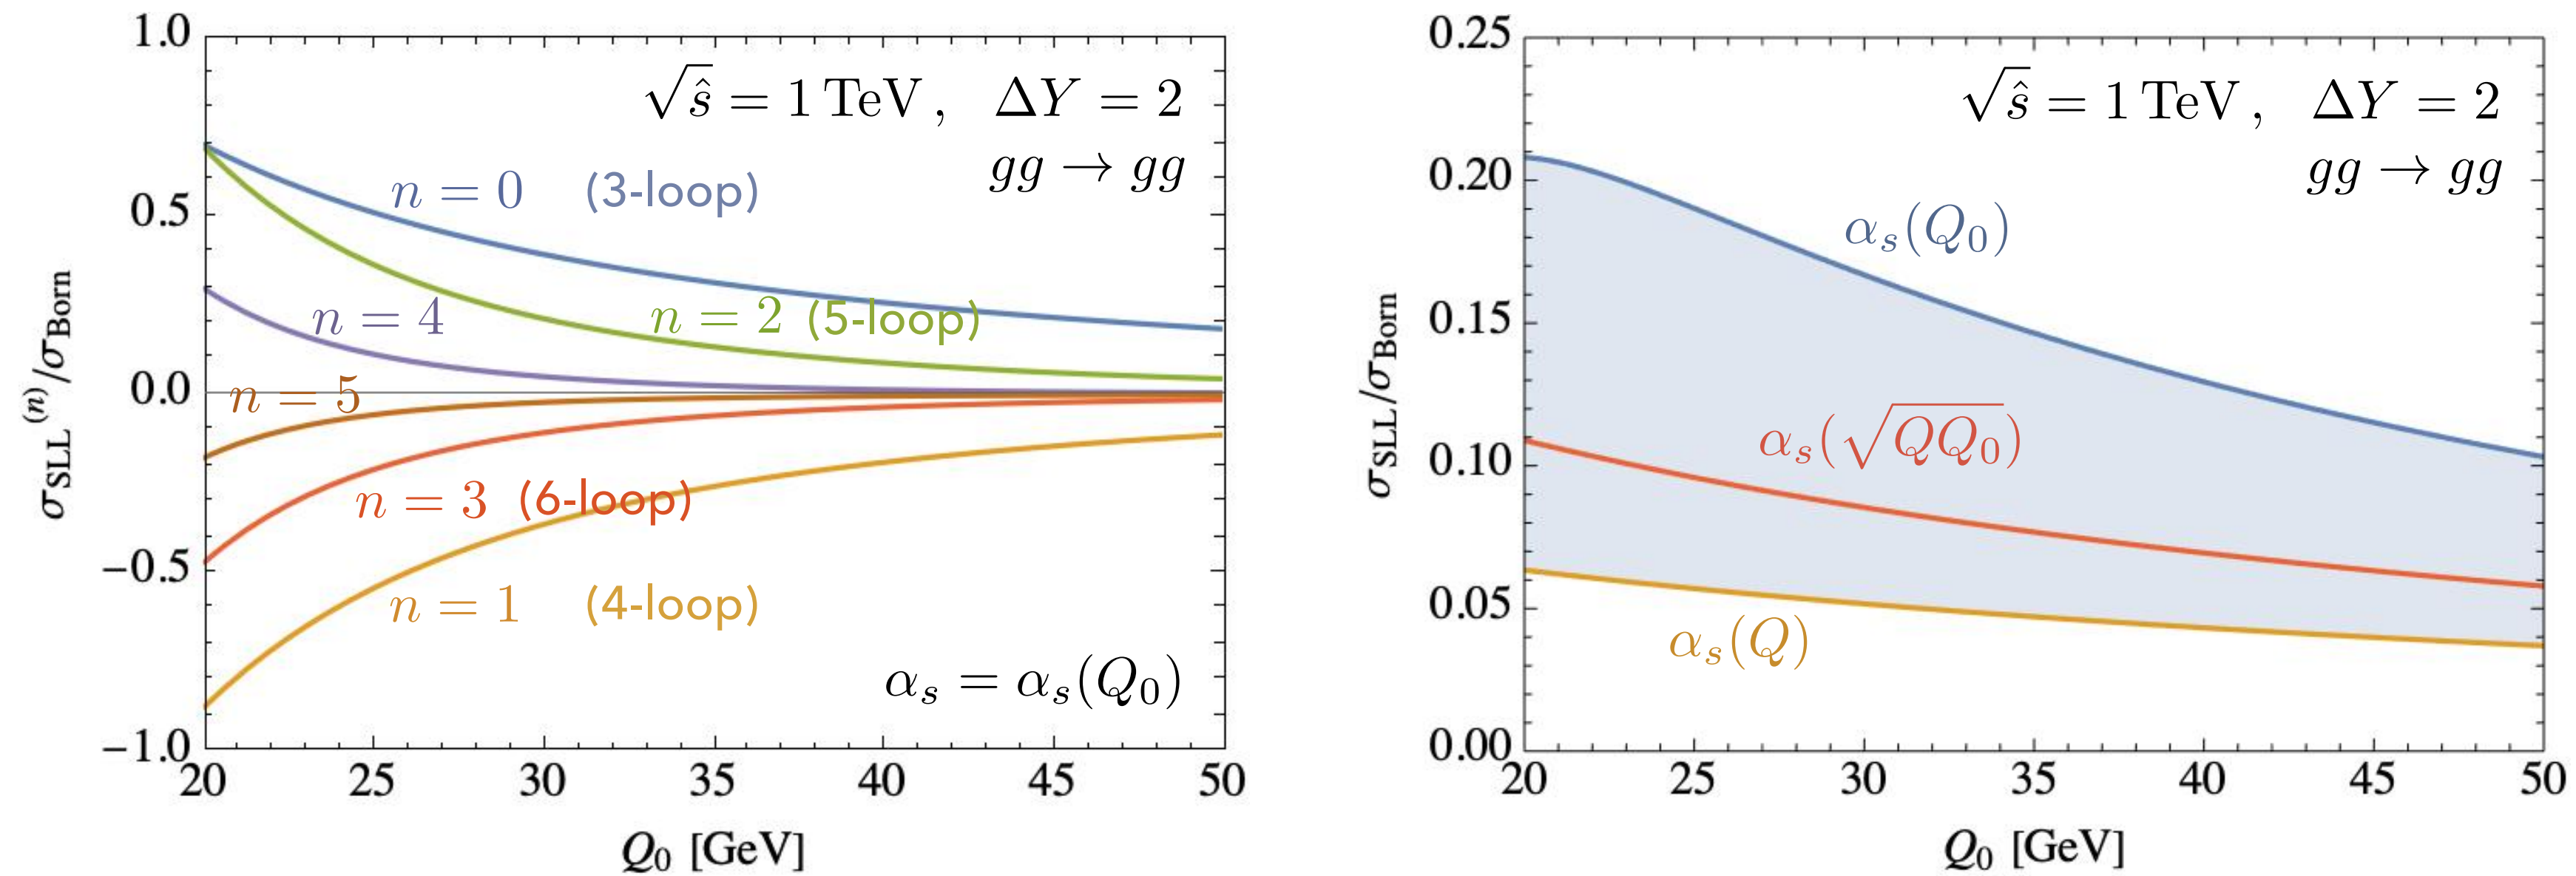 1.0
0.5
0.0
−0.5
−1.0
σ_SLL^(n)/σ_Born
√ŝ = 1 TeV, ΔY = 2
gg → gg
n = 0 (3-loop)
n = 4
n = 2 (5-loop)
n = 5
n = 3 (6-loop)
n = 1 (4-loop)
α_s = α_s(Q_0)
20 25 30 35 40 45 50
Q_0 [GeV]
0.25
0.20
0.15
0.10
0.05
0.00
σ_SLL/σ_Born
√ŝ = 1 TeV, ΔY = 2
gg → gg
α_s(Q_0)
α_s(√QQ_0)
α_s(Q)
20 25 30 35 40 45 50
Q_0 [GeV]